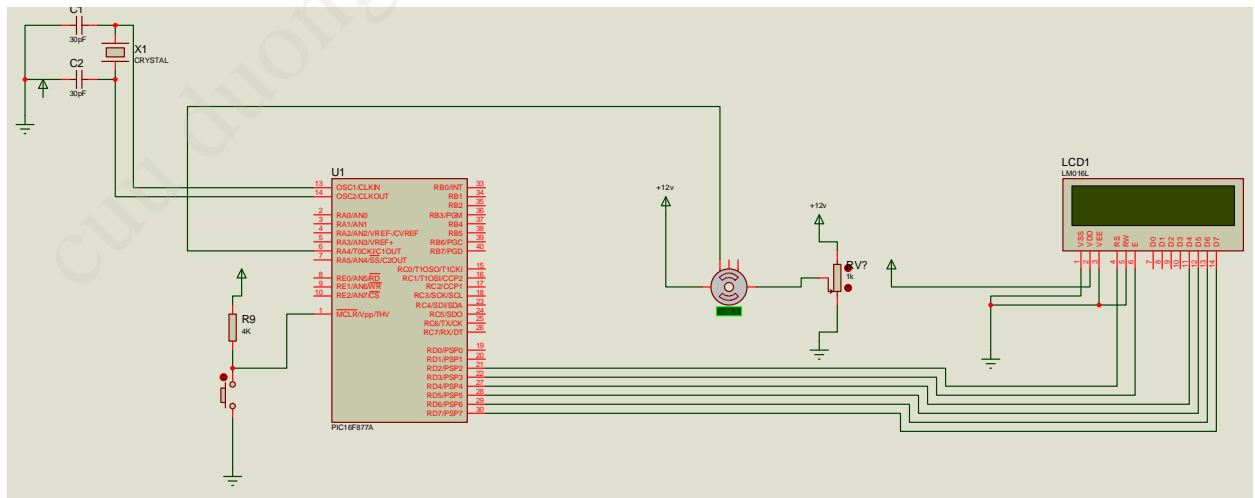 cuu duong
C1
30pF
X1
CRYSTAL
C2
30pF
U1
13 OSC1/CLKIN
14 OSC2/CLKOUT
2 RA0/AN0
3 RA1/AN1
4 RA2/AN2/VREF-/CVREF
5 RA3/AN3/VREF+
6 RA4/T0CKI/C1OUT
7 RA5/AN4/SS/C2OUT
8 RE0/AN5/RD
9 RE1/AN6/WR
10 RE2/AN7/CS
1 MCLR/Vpp/THV
RB0/INT 33
RB1 34
RB2 35
RB3/PGM 36
RB4 37
RB5 38
RB6/PGC 39
RB7/PGD 40
RC0/T1OSO/T1CKI 15
RC1/T1OSI/CCP2 16
RC2/CCP1 17
RC3/SCK/SCL 18
RC4/SDI/SDA 23
RC5/SDO 24
RC6/TX/CK 25
RC7/RX/DT 26
RD0/PSP0 19
RD1/PSP1 20
RD2/PSP2 21
RD3/PSP3 22
RD4/PSP4 27
RD5/PSP5 28
RD6/PSP6 29
RD7/PSP7 30
PIC16F877A
R9
4K
+12v
+12v
RV?
1k
LCD1
LM016L
VSS VDD VEE RS RW E D0 D1 D2 D3 D4 D5 D6 D7
1 2 3 4 5 6 7 8 9 10 11 12 13 14